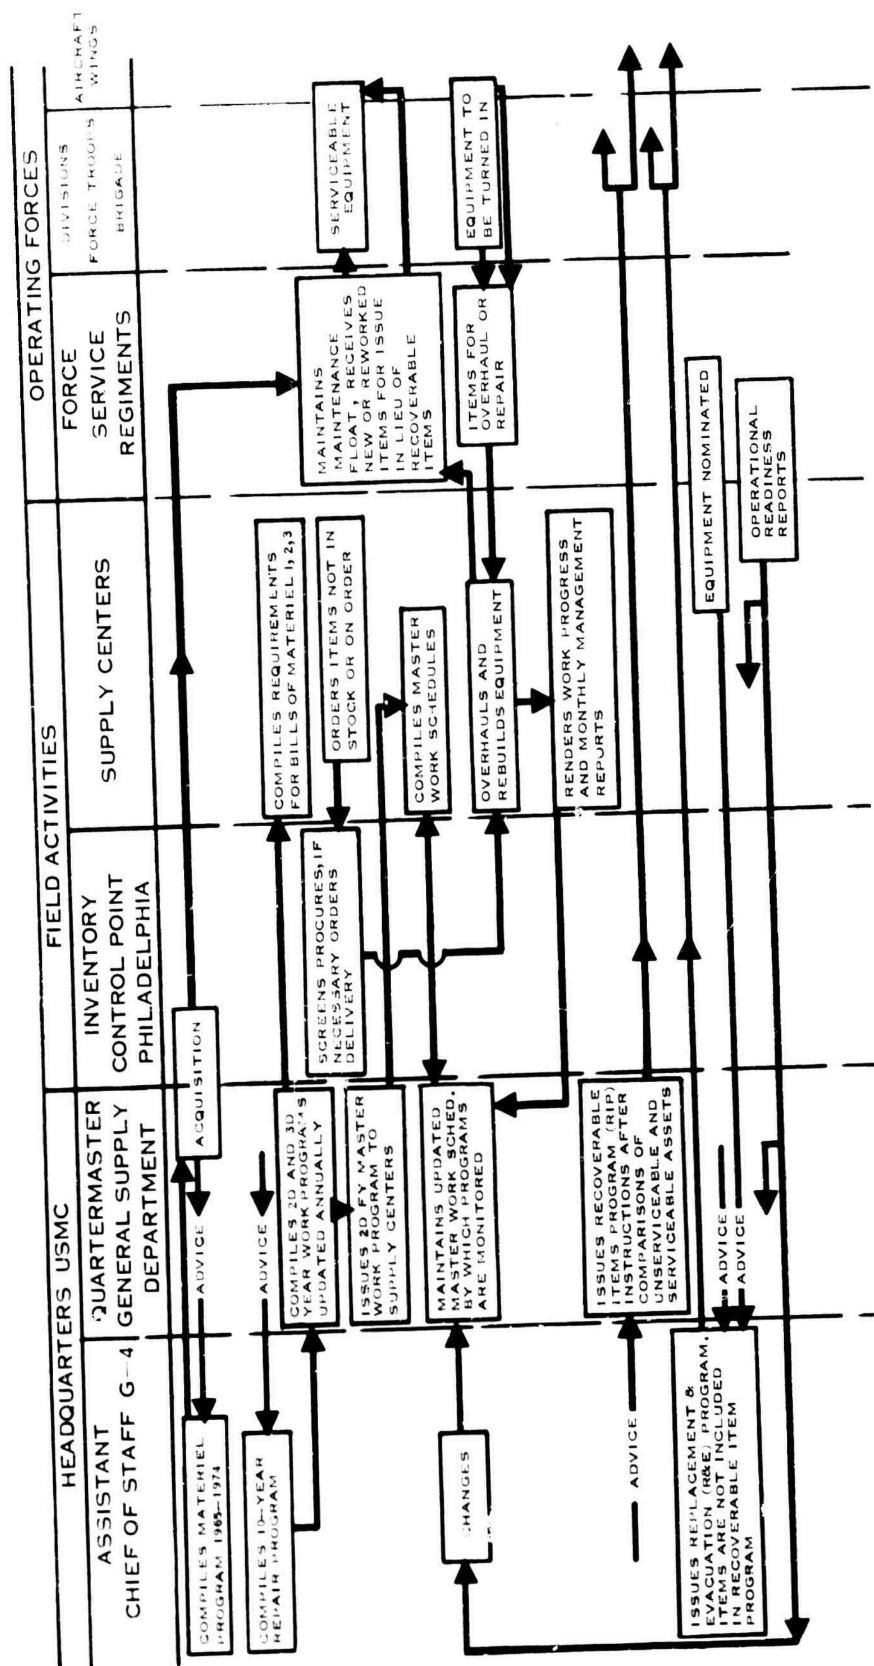 HEADQUARTERS USMC
FIELD ACTIVITIES
OPERATING FORCES
ASSISTANT
CHIEF OF STAFF G-4
QUARTERMASTER
GENERAL SUPPLY
DEPARTMENT
INVENTORY
CONTROL POINT
PHILADELPHIA
SUPPLY CENTERS
FORCE
SERVICE
REGIMENTS
DIVISIONS
FORCE TROOPS
BRIGADE
AIRCRAFT
WINGS
COMPILES MATERIEL
PROGRAM 1965-1974
ADVICE
ACQUISITION
COMPILES 10-YEAR
REPAIR PROGRAM
ADVICE
COMPILES 2D AND 3D
YEAR WORK PROGRAMS
UPDATED ANNUALLY
COMPILES REQUIREMENTS
FOR BILLS OF MATERIEL 1,2,3
SCREENS PROCURES, IF
NECESSARY ORDERS
DELIVERY
ORDERS ITEMS NOT IN
STOCK OR ON ORDER
MAINTAINS
MAINTENANCE
FLOAT, RECEIVES
NEW OR REWORKED
ITEMS FOR ISSUE
IN LIEU OF
RECOVERABLE
ITEMS
SERVICEABLE
EQUIPMENT
ISSUES 2D FY MASTER
WORK PROGRAM TO
SUPPLY CENTERS
COMPILES MASTER
WORK SCHEDULES
CHANGES
MAINTAINS UPDATED
MASTER WORK SCHED.
BY WHICH PROGRAMS
ARE MONITORED
OVERHAULS AND
REBUILDS EQUIPMENT
ITEMS FOR
OVERHAUL OR
REPAIR
EQUIPMENT TO
BE TURNED IN
RENDERS WORK PROGRESS
AND MONTHLY MANAGEMENT
REPORTS
ADVICE
ISSUES RECOVERABLE
ITEMS PROGRAM (RIP)
INSTRUCTIONS AFTER
COMPARISONS OF
UNSERVICEABLE AND
SERVICEABLE ASSETS
ISSUES REPLACEMENT &
EVACUATION (R&E) PROGRAM.
ITEMS ARE NOT INCLUDED
IN RECOVERABLE ITEM
PROGRAM
ADVICE
ADVICE
EQUIPMENT NOMINATED
OPERATIONAL
READINESS
REPORTS